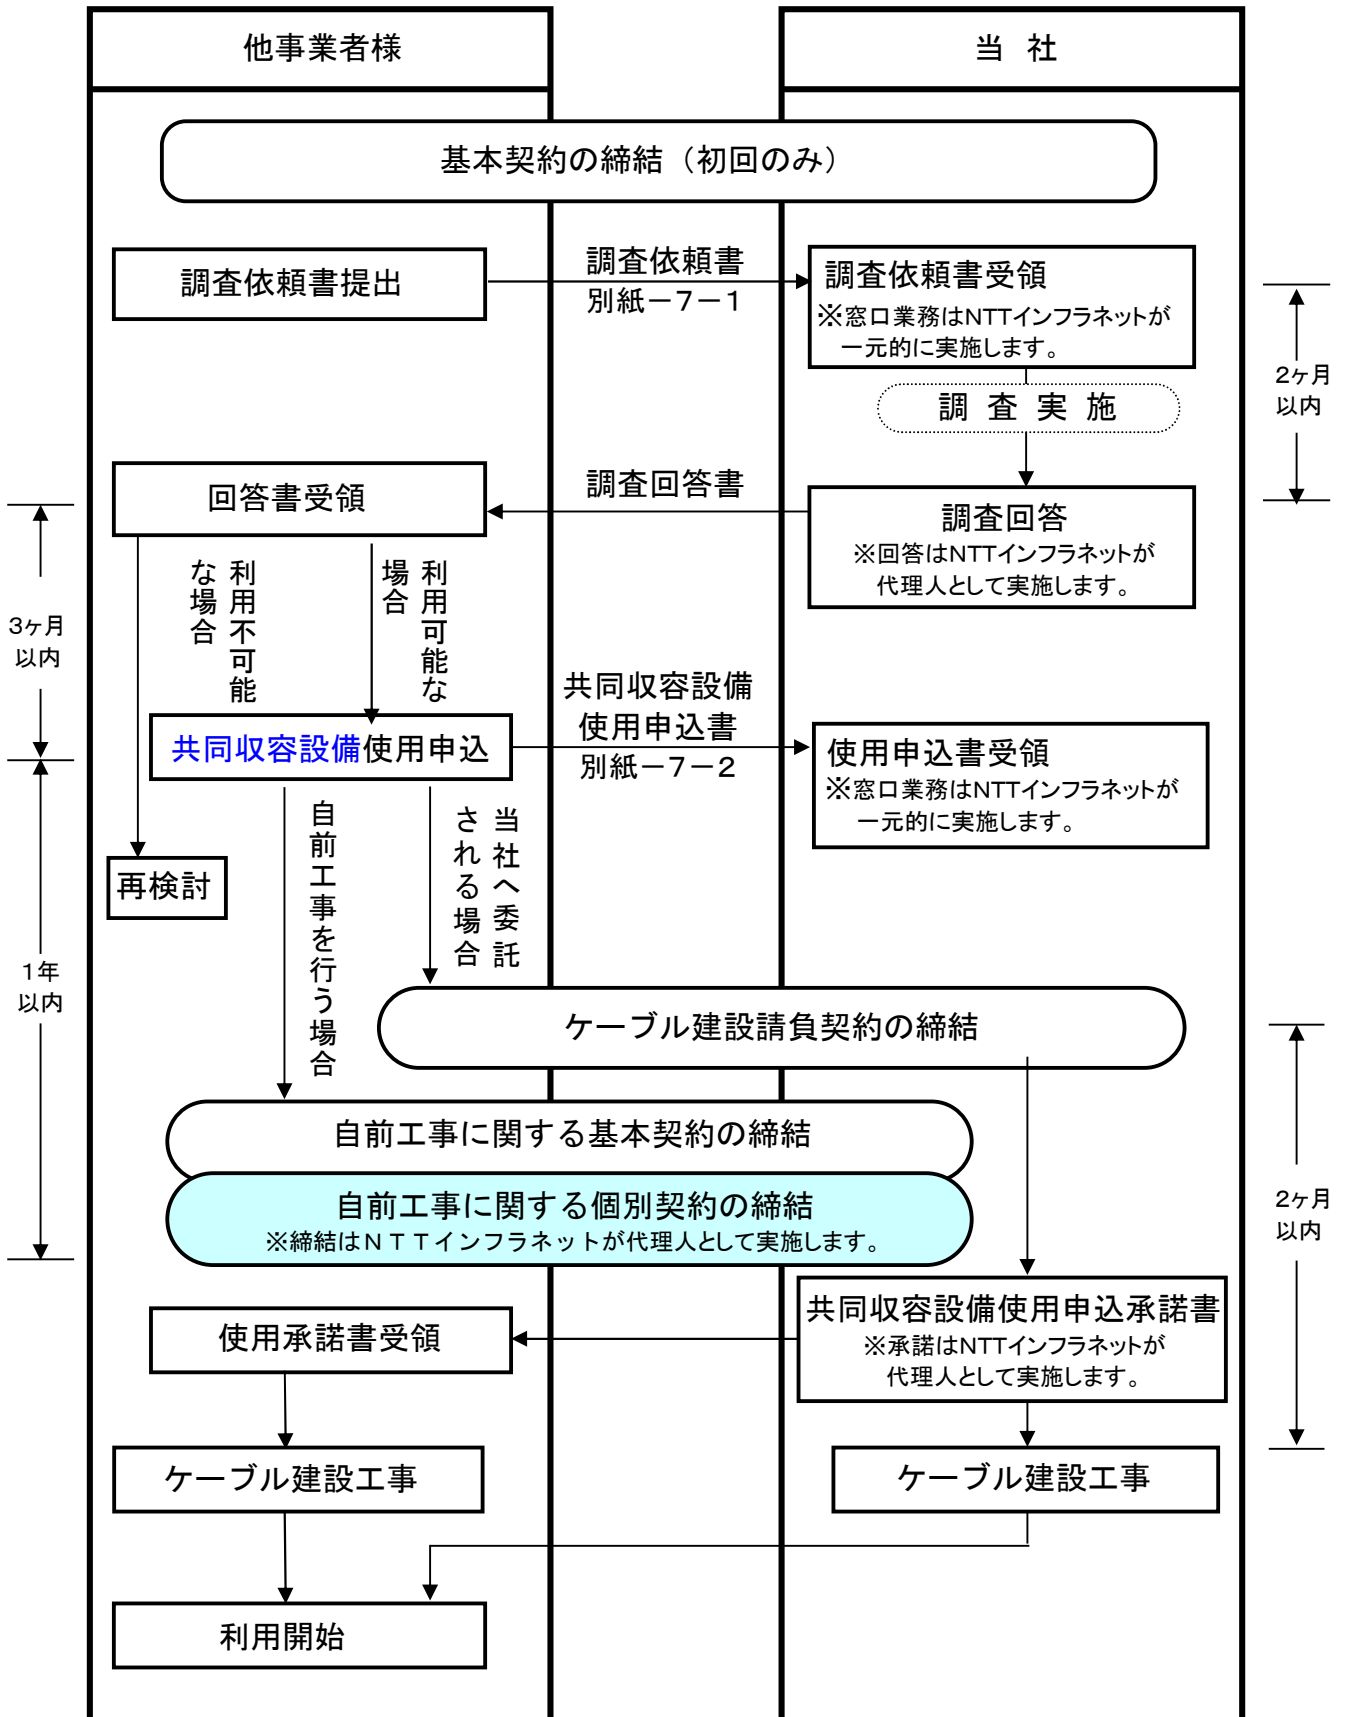 他事業者様
当 社
基本契約の締結（初回のみ）
調査依頼書提出
調査依頼書
別紙－７－１
調査依頼書受領
※窓口業務はNTTインフラネットが
一元的に実施します。
2ヶ月
以内
調 査 実 施
回答書受領
調査回答書
調査回答
※回答はNTTインフラネットが
代理人として実施します。
3ヶ月
以内
利用不可能
な場合
利用可能な
場合
共同収容設備使用申込
共同収容設備
使用申込書
別紙－７－２
使用申込書受領
※窓口業務はNTTインフラネットが
一元的に実施します。
再検討
自前工事を行う場合
当社へ委託
される場合
1年
以内
ケーブル建設請負契約の締結
自前工事に関する基本契約の締結
自前工事に関する個別契約の締結
※締結はＮＴＴインフラネットが代理人として実施します。
2ヶ月
以内
使用承諾書受領
共同収容設備使用申込承諾書
※承諾はNTTインフラネットが
代理人として実施します。
ケーブル建設工事
ケーブル建設工事
利用開始